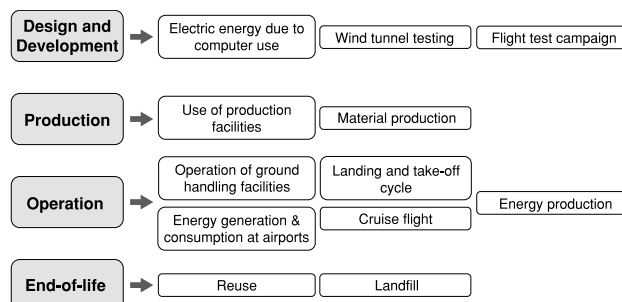 Design and
Development
Electric energy due to
computer use
Wind tunnel testing
Flight test campaign
Production
Use of production
facilities
Material production
Operation
Operation of ground
handling facilities
Landing and take-off
cycle
Energy generation &
consumption at airports
Cruise flight
Energy production
End-of-life
Reuse
Landfill